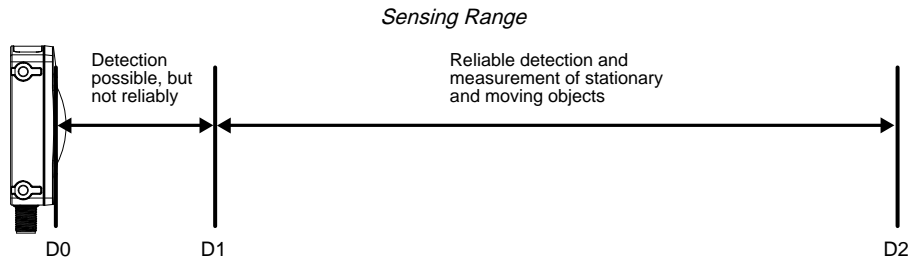 Sensing Range
Detection
possible, but
not reliably
Reliable detection and
measurement of stationary
and moving objects
D0
D1
D2